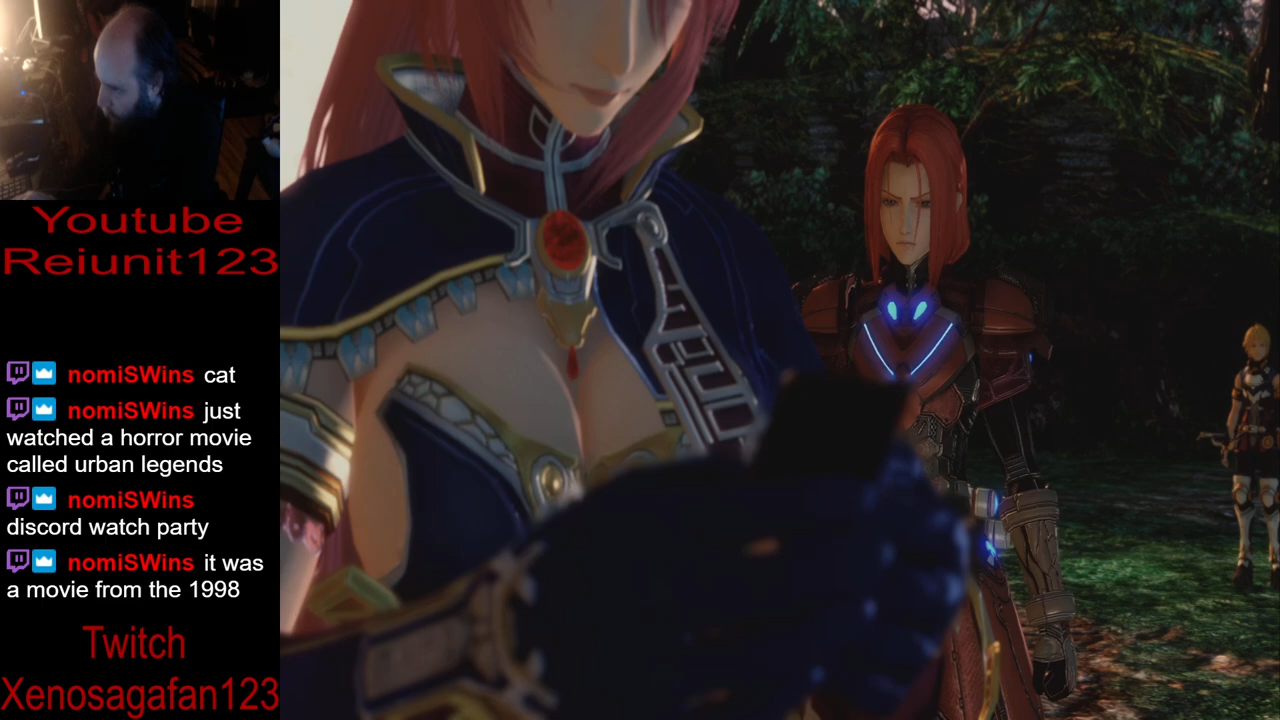 Youtube
Reiunit123
nomiSWins cat
nomiSWins just
watched a horror movie
called urban legends
nomiSWins
discord watch party
nomiSWins it was
a movie from the 1998
Twitch
Xenosagafan123